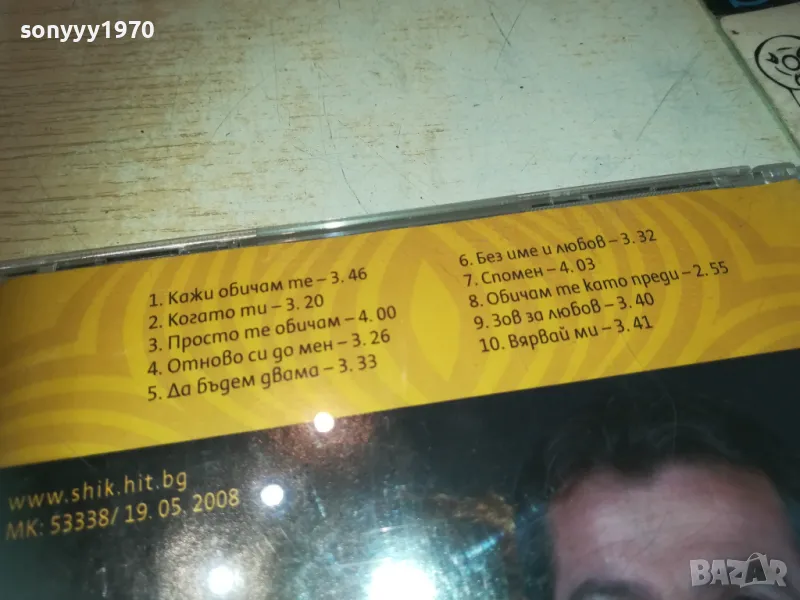 sonyyy1970
1. Кажи обичам те – 3. 46
2. Когато ти – 3. 20
3. Просто те обичам – 4. 00
4. Отново си до мен – 3. 26
5. Да бъдем двама – 3. 33
6. Без име и любов – 3. 32
7. Спомен – 4. 03
8. Обичам те като преди – 2. 55
9. Зов за любов – 3. 40
10. Вярвай ми – 3. 41
www.shik.hit.bg
МК: 53338/ 19. 05. 2008
BAZAR